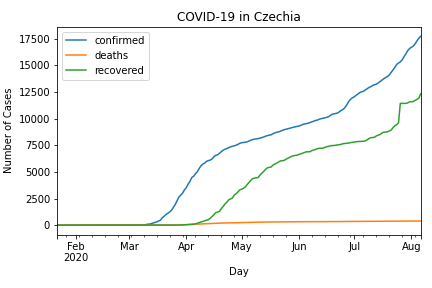 COVID-19 in Czechia
confirmed
deaths
recovered
Number of Cases
17500
15000
12500
10000
7500
5000
2500
0
Feb Mar Apr May Jun Jul Aug
2020
Day